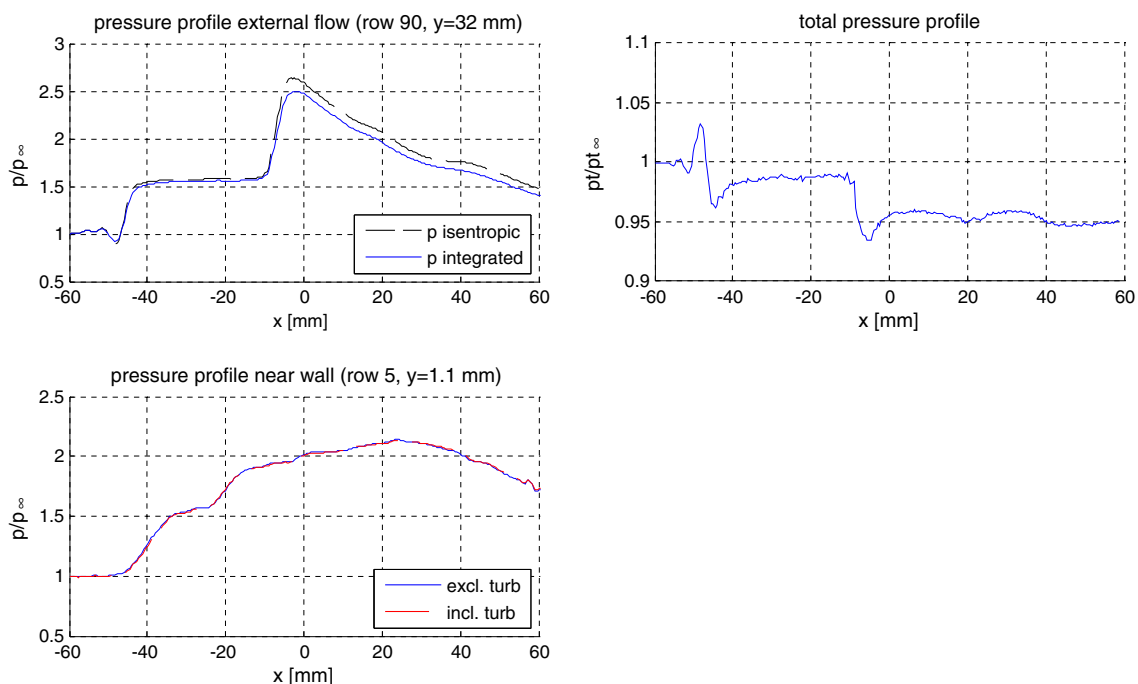 pressure profile external flow (row 90, y=32 mm)
3
2.5
2
1.5
1
0.5
p/p ∞
-60 -40 -20 0 20 40 60
x [mm]
p isentropic
p integrated
total pressure profile
1.1
1.05
1
0.95
0.9
pt/pt ∞
-60 -40 -20 0 20 40 60
x [mm]
pressure profile near wall (row 5, y=1.1 mm)
2.5
2
1.5
1
0.5
p/p ∞
-60 -40 -20 0 20 40 60
x [mm]
excl. turb
incl. turb